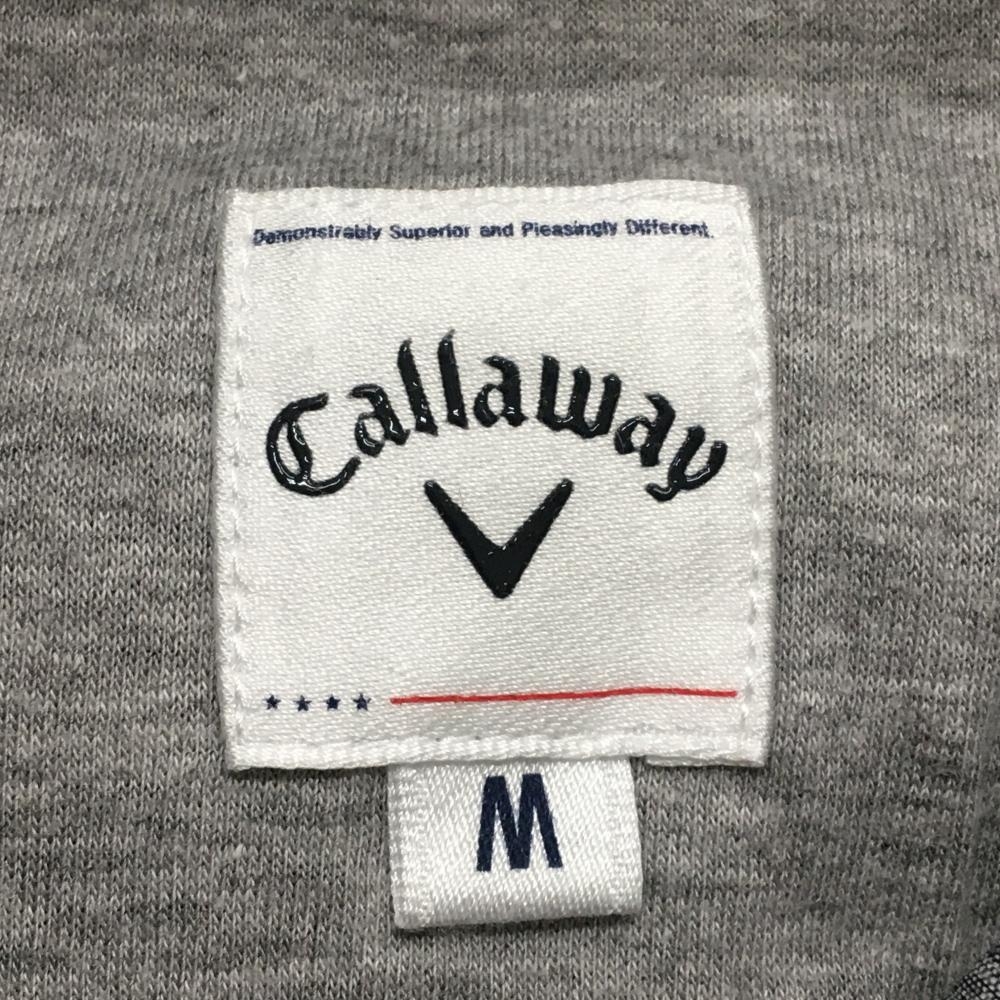 Demonstrably Superior and Pleasingly Different.
Callaway
M